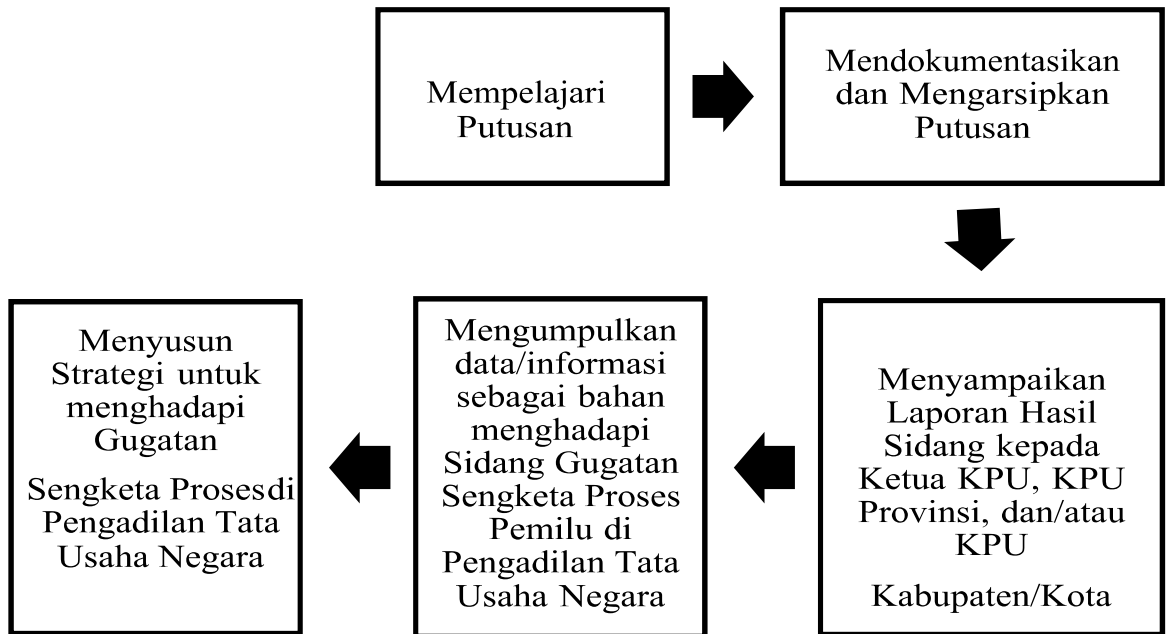 Mempelajari
Putusan
Mendokumentasikan
dan Mengarsipkan
Putusan
Menyampaikan
Laporan Hasil
Sidang kepada
Ketua KPU, KPU
Provinsi, dan/atau
KPU
Kabupaten/Kota
Mengumpulkan
data/informasi
sebagai bahan
menghadapi
Sidang Gugatan
Sengketa Proses
Pemilu di
Pengadilan Tata
Usaha Negara
Menyusun
Strategi untuk
menghadapi
Gugatan
Sengketa Prosesdi
Pengadilan Tata
Usaha Negara